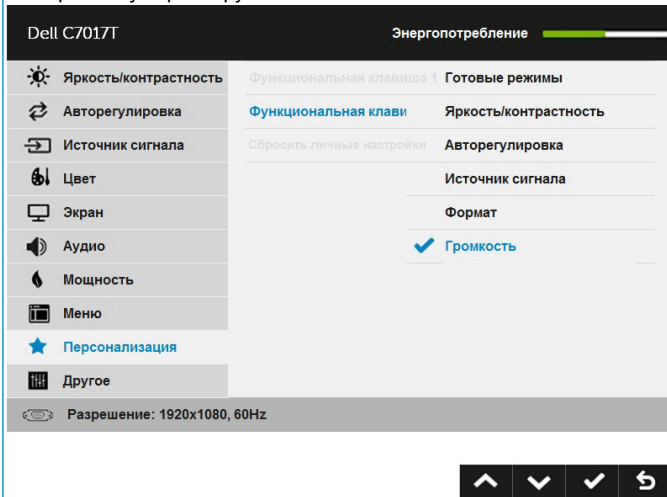 Dell C7017T
Энергопотребление
Яркость/контрастность
Авторегулировка
Источник сигнала
Цвет
Экран
Аудио
Мощность
Меню
Персонализация
Другое
Функциональная клавиша 1
Функциональная клави
Сбросить личные настройки
Готовые режимы
Яркость/контрастность
Авторегулировка
Источник сигнала
Формат
Громкость
Разрешение: 1920x1080, 60Hz